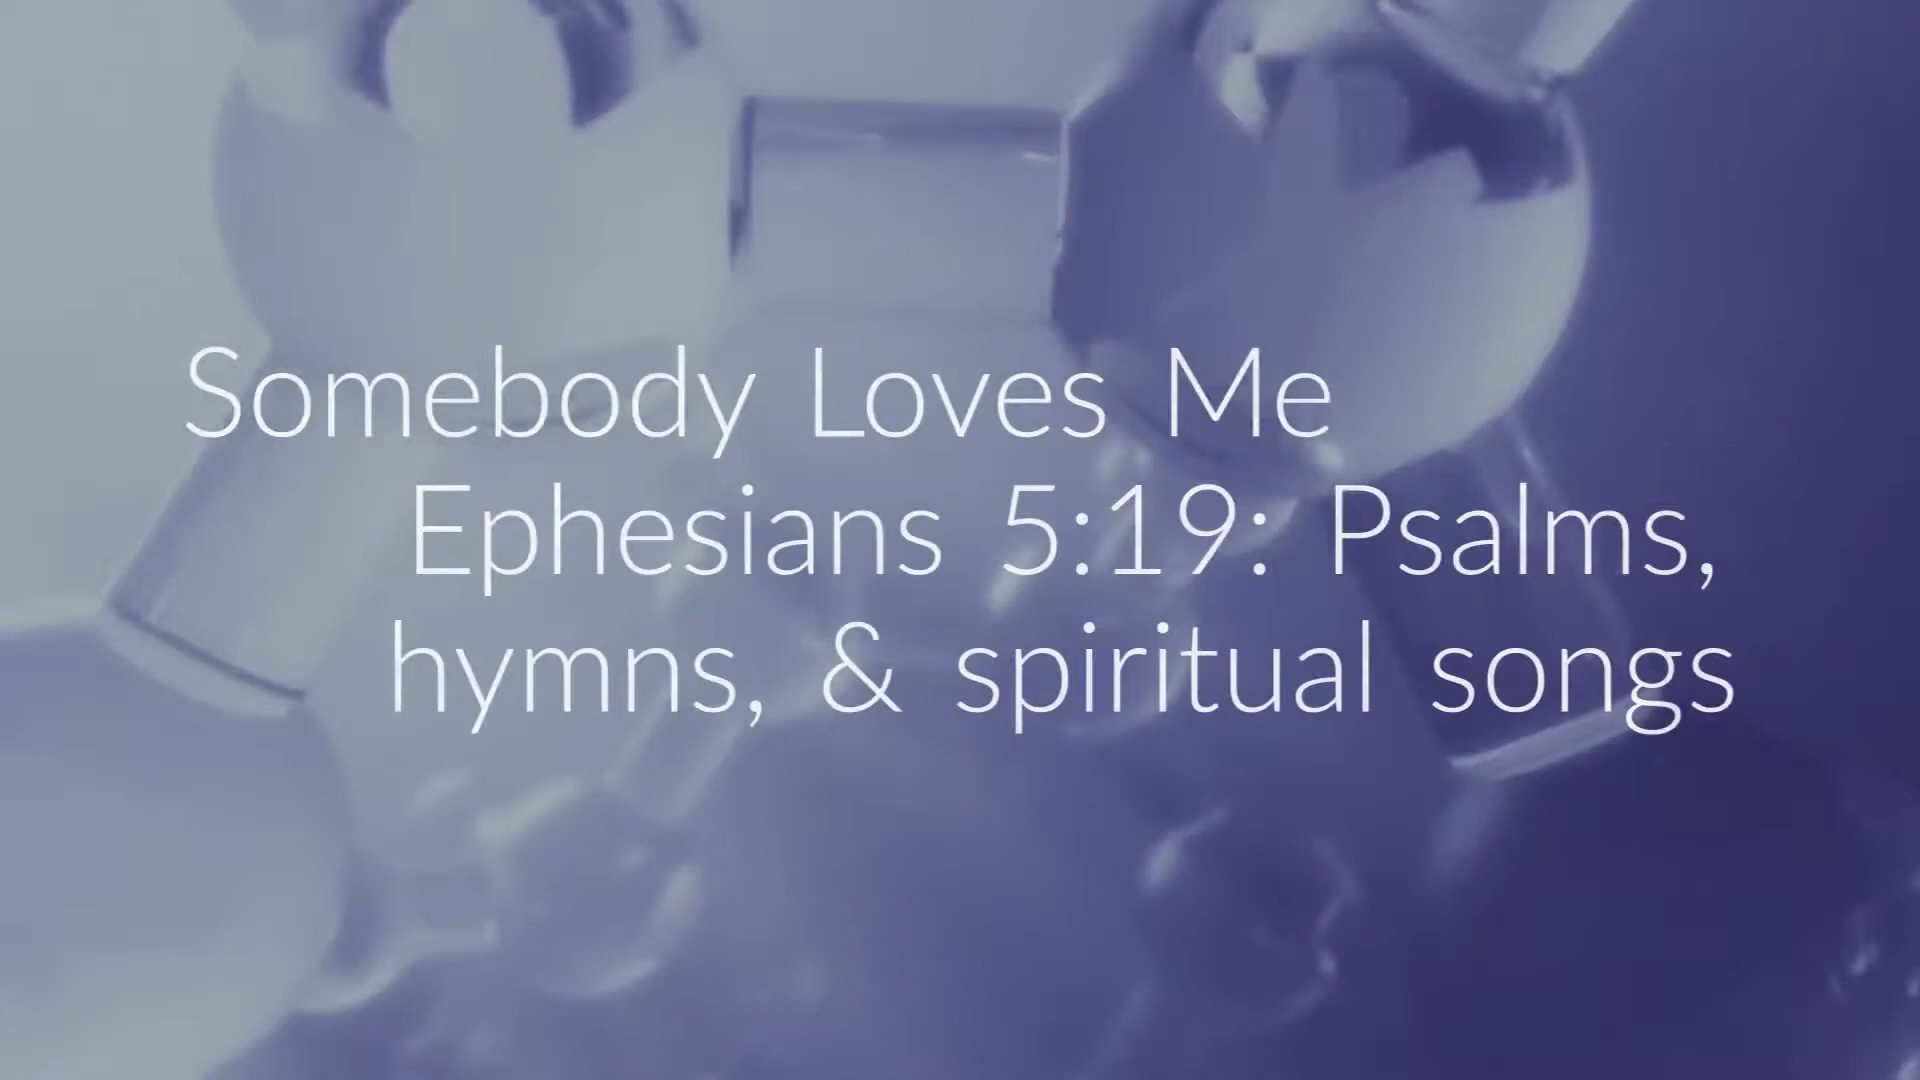 Somebody Loves Me
Ephesians 5:19: Psalms,
hymns, & spiritual songs